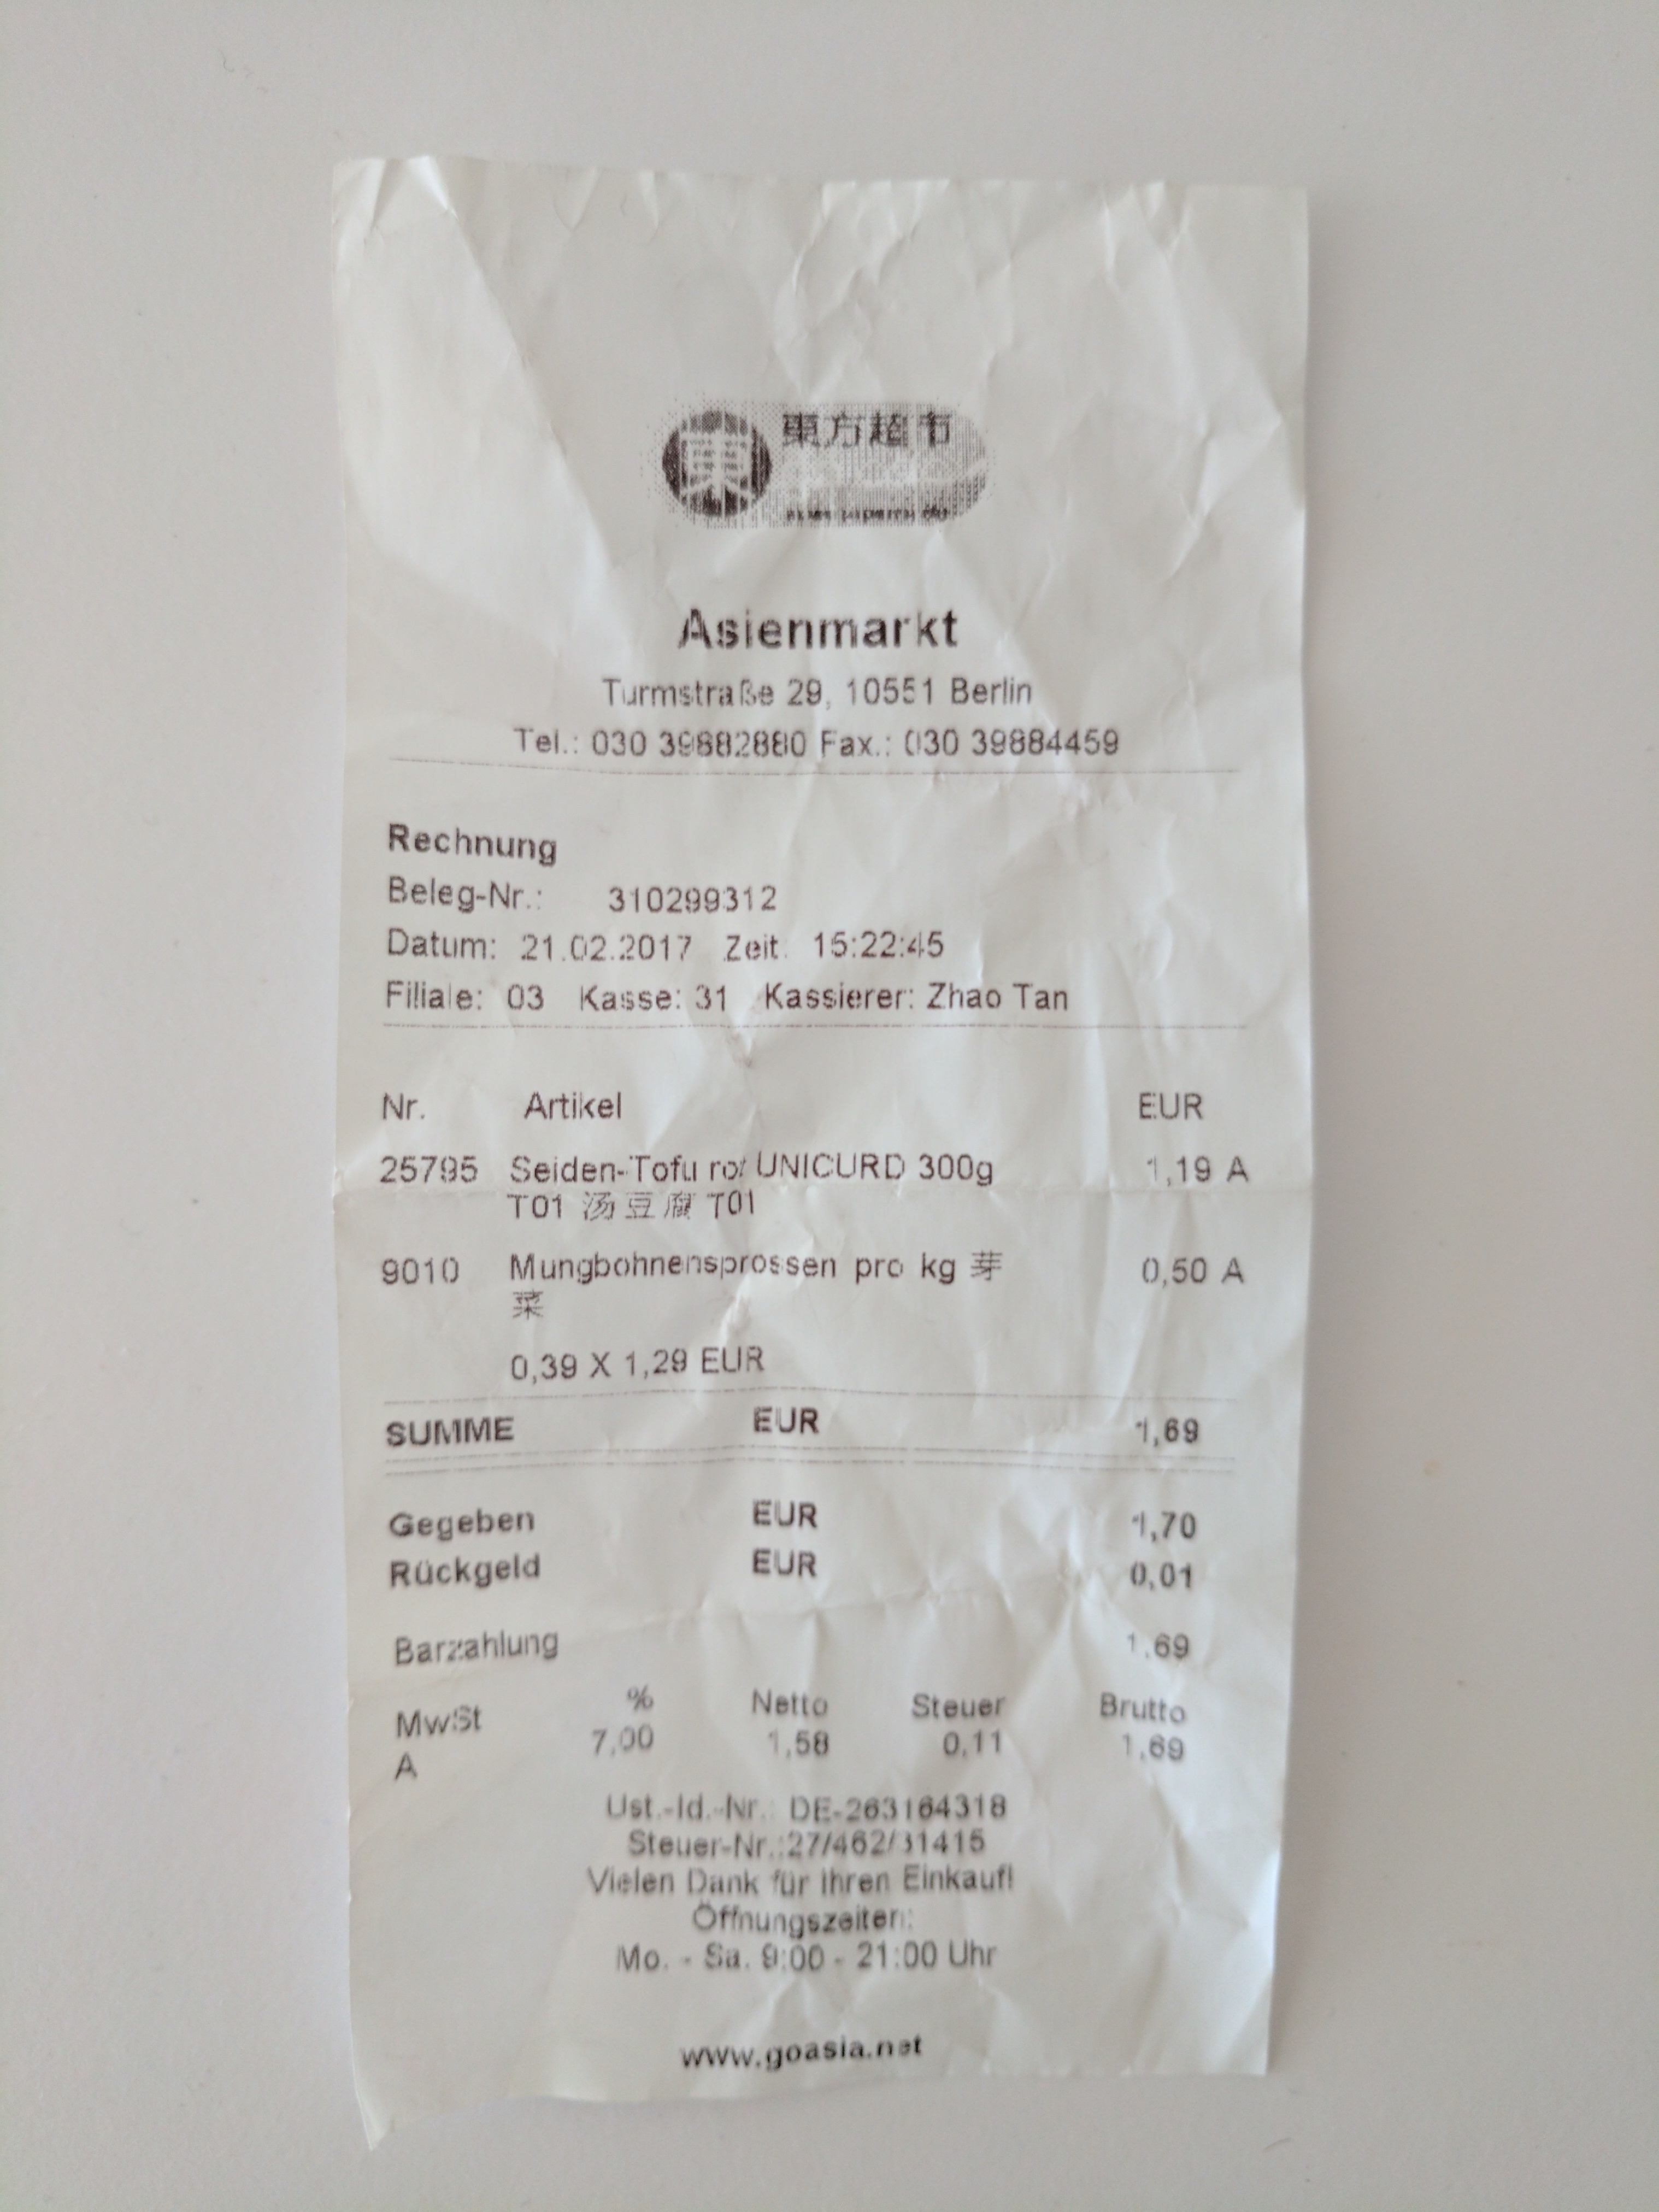 東
東方超市
Asienmarkt
Turmstraße 29, 10551 Berlin
Tel.: 030 39882880 Fax.: 030 39884459
Rechnung
Beleg-Nr.: 310299312
Datum: 21.02.2017 Zeit: 15:22:45
Filiale: 03 Kasse: 31 Kassierer: Zhao Tan
Nr. Artikel EUR
25795 Seiden-Tofu rot UNICURD 300g 1,19 A
T01 汤豆腐 T01
9010 Mungbohnensprossen pro kg 芽 0,50 A
菜
0,39 X 1,29 EUR
SUMME EUR 1,69
Gegeben EUR 1,70
Rückgeld EUR 0,01
Barzahlung 1.69
MwSt % Netto Steuer Brutto
A 7,00 1,58 0,11 1,69
Ust.-Id.-Nr.: DE-263164318
Steuer-Nr.:27/462/31415
Vielen Dank für Ihren Einkauf!
Öffnungszeiten:
Mo. - Sa. 9:00 - 21:00 Uhr
www.goasia.net